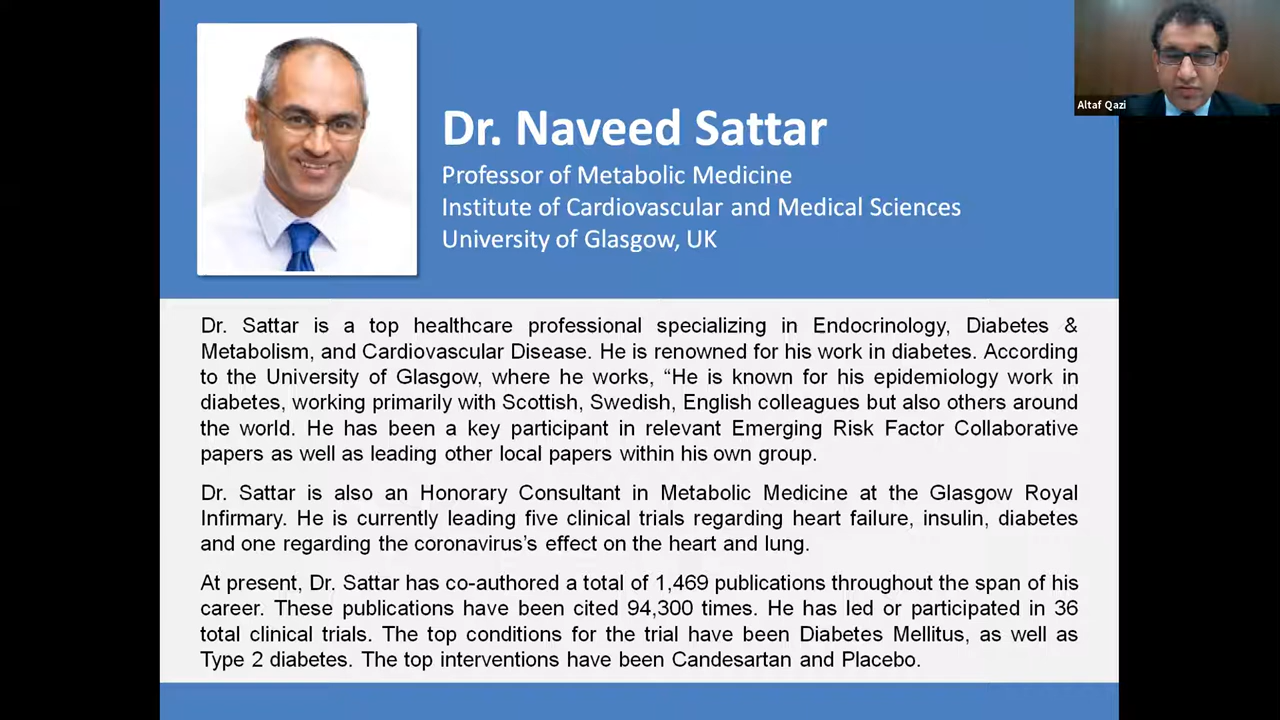 Dr. Naveed Sattar
Professor of Metabolic Medicine
Institute of Cardiovascular and Medical Sciences
University of Glasgow, UK
Altaf Qazi
Dr. Sattar is a top healthcare professional specializing in Endocrinology, Diabetes &
Metabolism, and Cardiovascular Disease. He is renowned for his work in diabetes. According
to the University of Glasgow, where he works, “He is known for his epidemiology work in
diabetes, working primarily with Scottish, Swedish, English colleagues but also others around
the world. He has been a key participant in relevant Emerging Risk Factor Collaborative
papers as well as leading other local papers within his own group.
Dr. Sattar is also an Honorary Consultant in Metabolic Medicine at the Glasgow Royal
Infirmary. He is currently leading five clinical trials regarding heart failure, insulin, diabetes
and one regarding the coronavirus’s effect on the heart and lung.
At present, Dr. Sattar has co-authored a total of 1,469 publications throughout the span of his
career. These publications have been cited 94,300 times. He has led or participated in 36
total clinical trials. The top conditions for the trial have been Diabetes Mellitus, as well as
Type 2 diabetes. The top interventions have been Candesartan and Placebo.